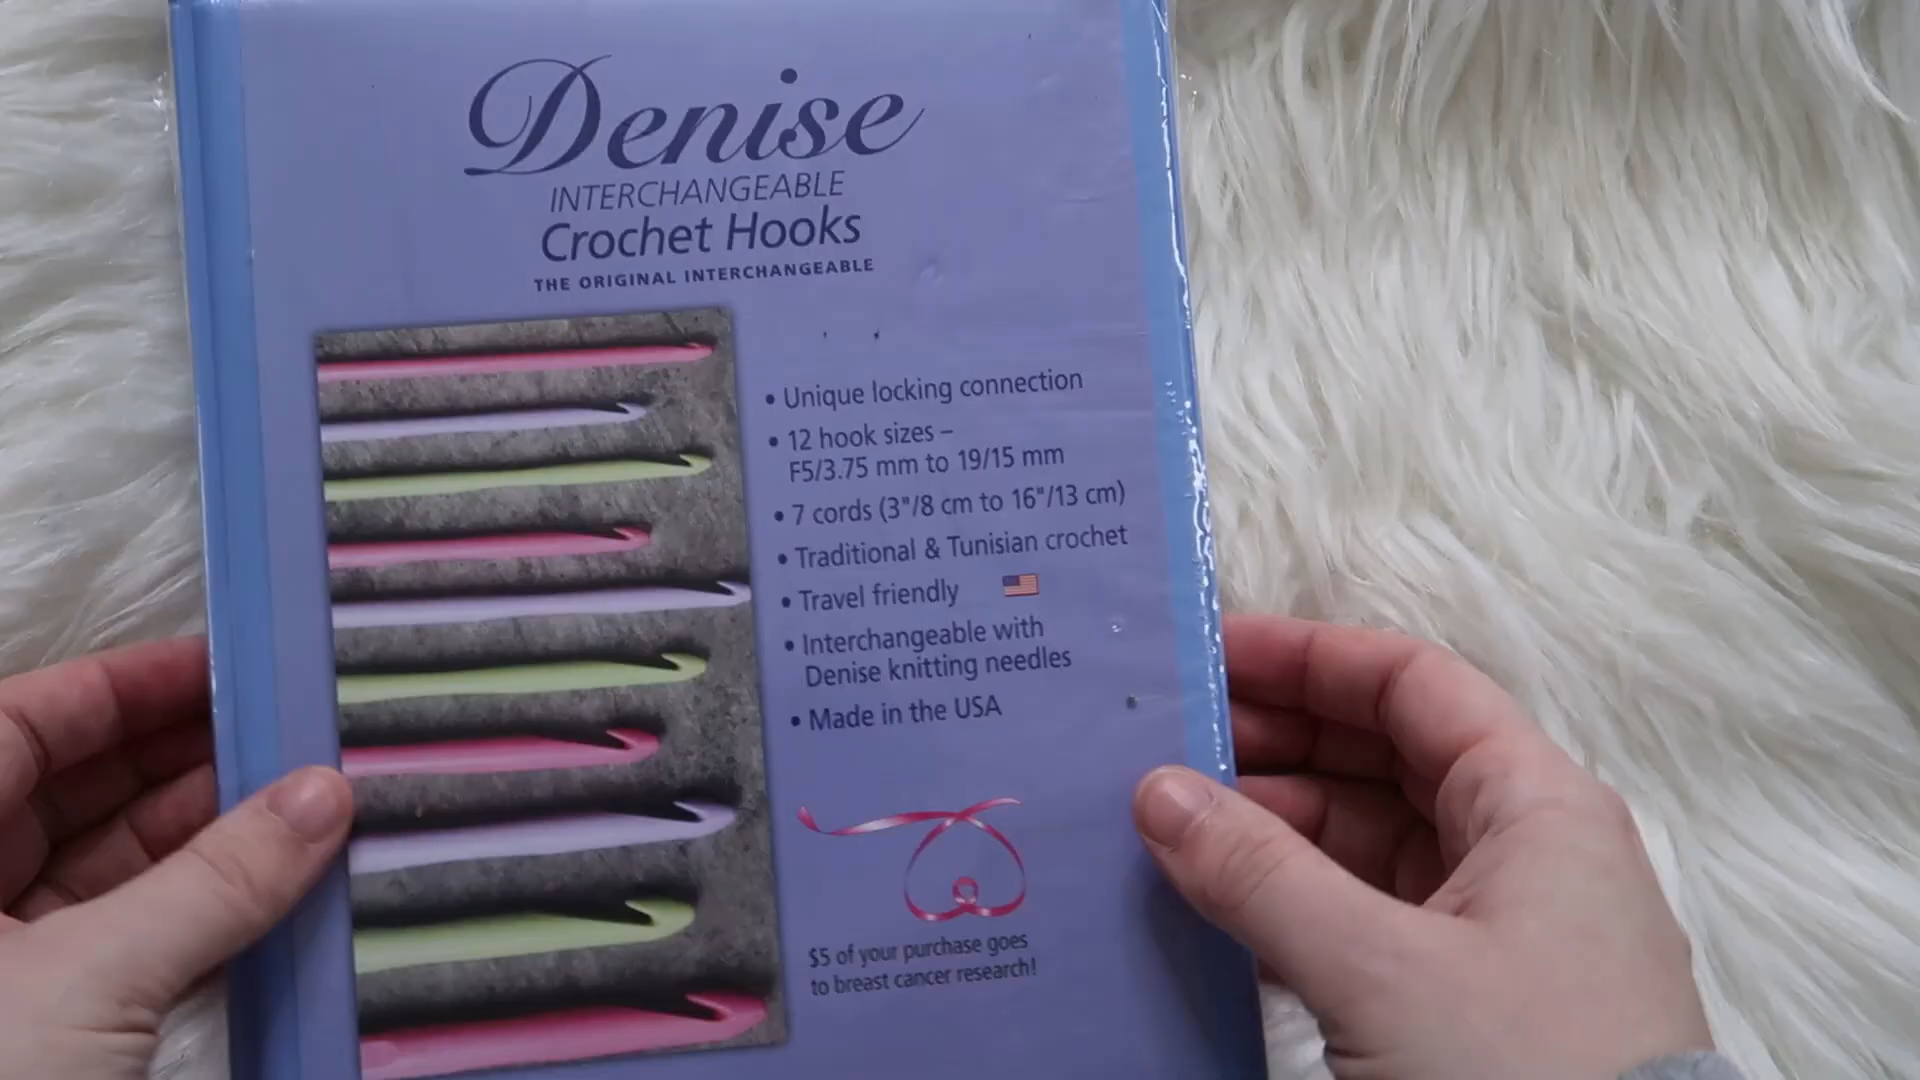 Denise
INTERCHANGEABLE
Crochet Hooks
THE ORIGINAL INTERCHANGEABLE
• Unique locking connection
• 12 hook sizes –
F5/3.75 mm to 19/15 mm
• 7 cords (3"/8 cm to 16"/13 cm)
• Traditional & Tunisian crochet
• Travel friendly
• Interchangeable with
Denise knitting needles
• Made in the USA
$5 of your purchase goes
to breast cancer research!